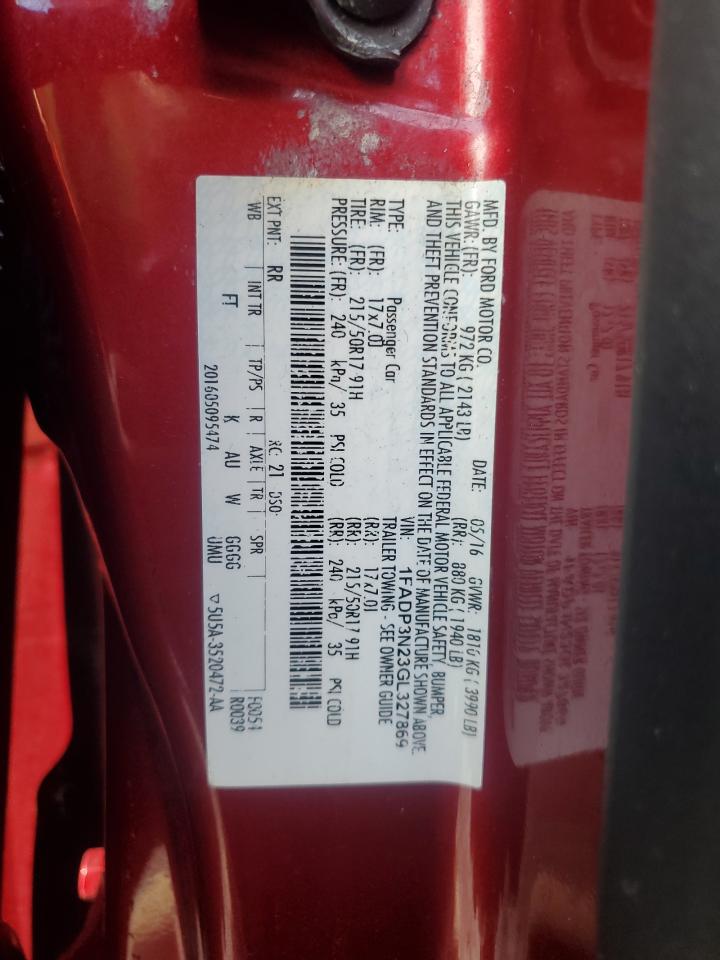 MFD. BY FORD MOTOR CO.
DATE: 05/16 GVWR: 1810 KG ( 3990 LB)
GAWR: (FR): 972 KG ( 2143 LB) (RR): 880 KG ( 1940 LB)
THIS VEHICLE CONFORMS TO ALL APPLICABLE FEDERAL MOTOR VEHICLE SAFETY, BUMPER,
AND THEFT PREVENTION STANDARDS IN EFFECT ON THE DATE OF MANUFACTURE SHOWN ABOVE.
VIN: 1FADP3N23GL327869
TYPE: Passenger Car TRAILER TOWING - SEE OWNER GUIDE
RIM: (FR): 17x7.0J (RR): 17x7.0J
TIRE: (FR): 215/50R17 91H (RR): 215/50R17 91H
PRESSURE: (FR): 240 kPa/ 35 PSI COLD (RR): 240 kPa/ 35 PSI COLD
EXT PNT: RR RC: 21 DSO: F0051
R0039
WB INT TR TP/PS R AXLE TR SPR
FT K AU W GGGG
201605095474 UMU ▽5U5A-3520472-AA